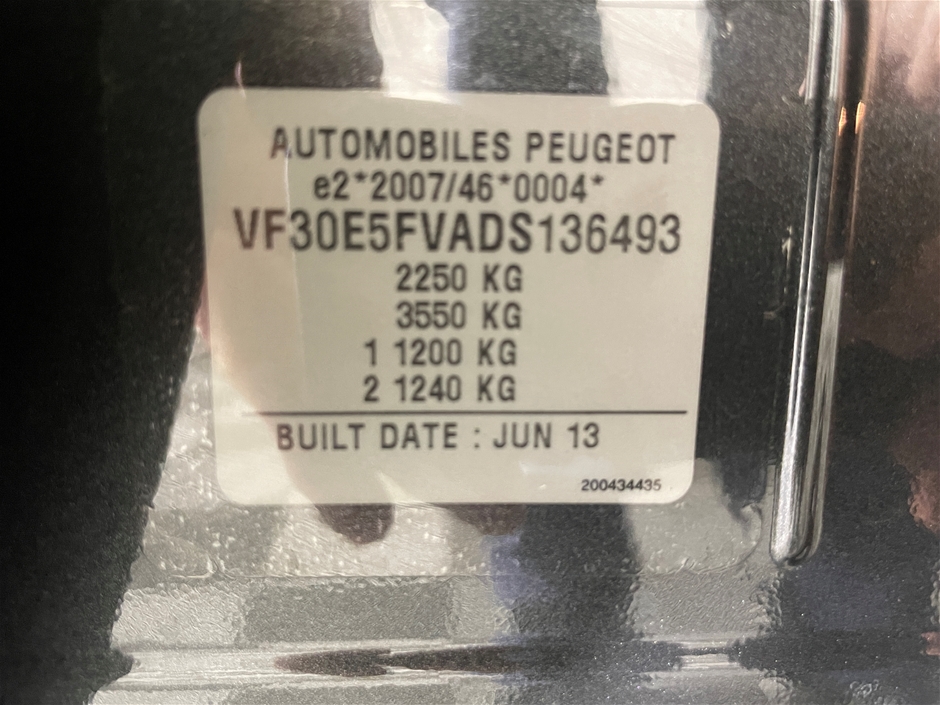 AUTOMOBILES PEUGEOT
e2*2007/46*0004*
VF30E5FVADS136493
2250 KG
3550 KG
1 1200 KG
2 1240 KG
BUILT DATE : JUN 13
200434435